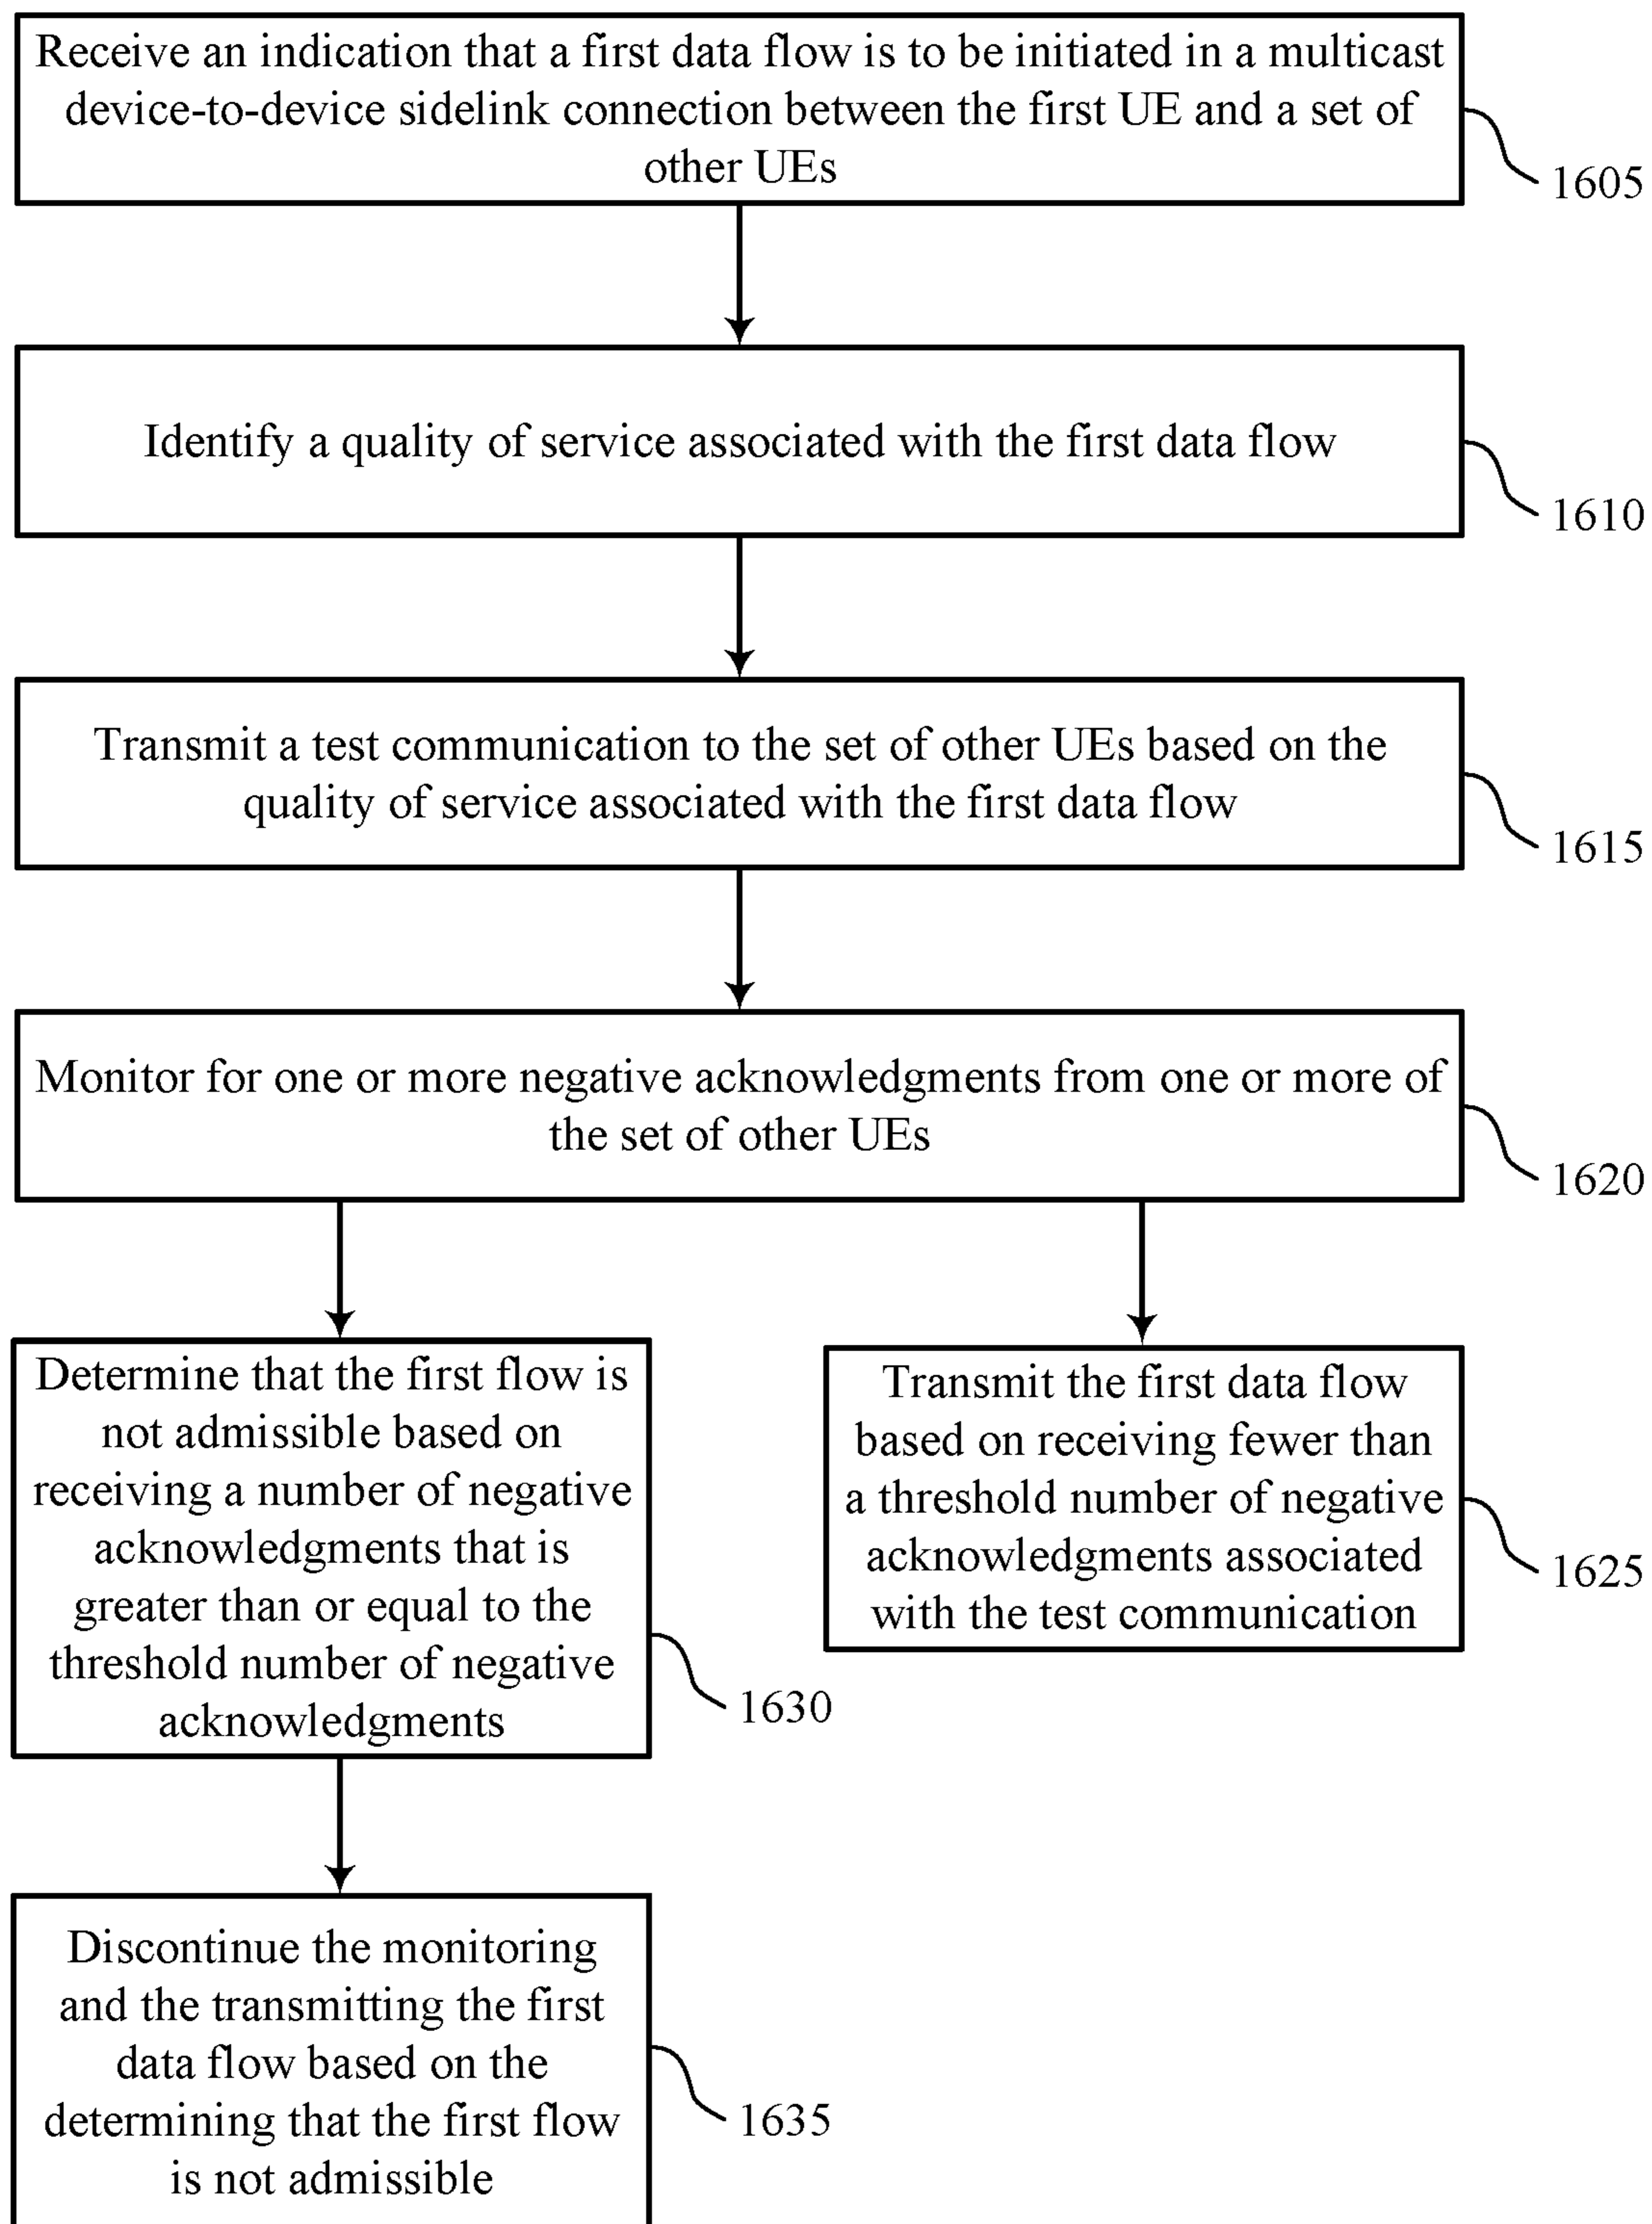 Receive an indication that a first data flow is to be initiated in a multicast
device-to-device sidelink connection between the first UE and a set of
other UEs
1605
Identify a quality of service associated with the first data flow
1610
Transmit a test communication to the set of other UEs based on the
quality of service associated with the first data flow
1615
Monitor for one or more negative acknowledgments from one or more of
the set of other UEs
1620
Determine that the first flow is
not admissible based on
receiving a number of negative
acknowledgments that is
greater than or equal to the
threshold number of negative
acknowledgments
1630
Transmit the first data flow
based on receiving fewer than
a threshold number of negative
acknowledgments associated
with the test communication
1625
Discontinue the monitoring
and the transmitting the first
data flow based on the
determining that the first flow
is not admissible
1635